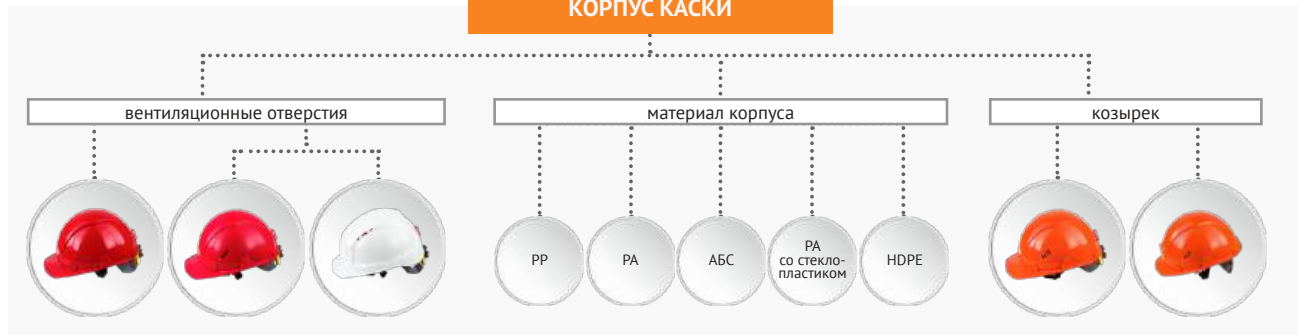 КОРПУС КАСКИ
вентиляционные отверстия
материал корпуса
козырек
PP
PA
АБС
PA
со стекло-
пластиком
HDPE